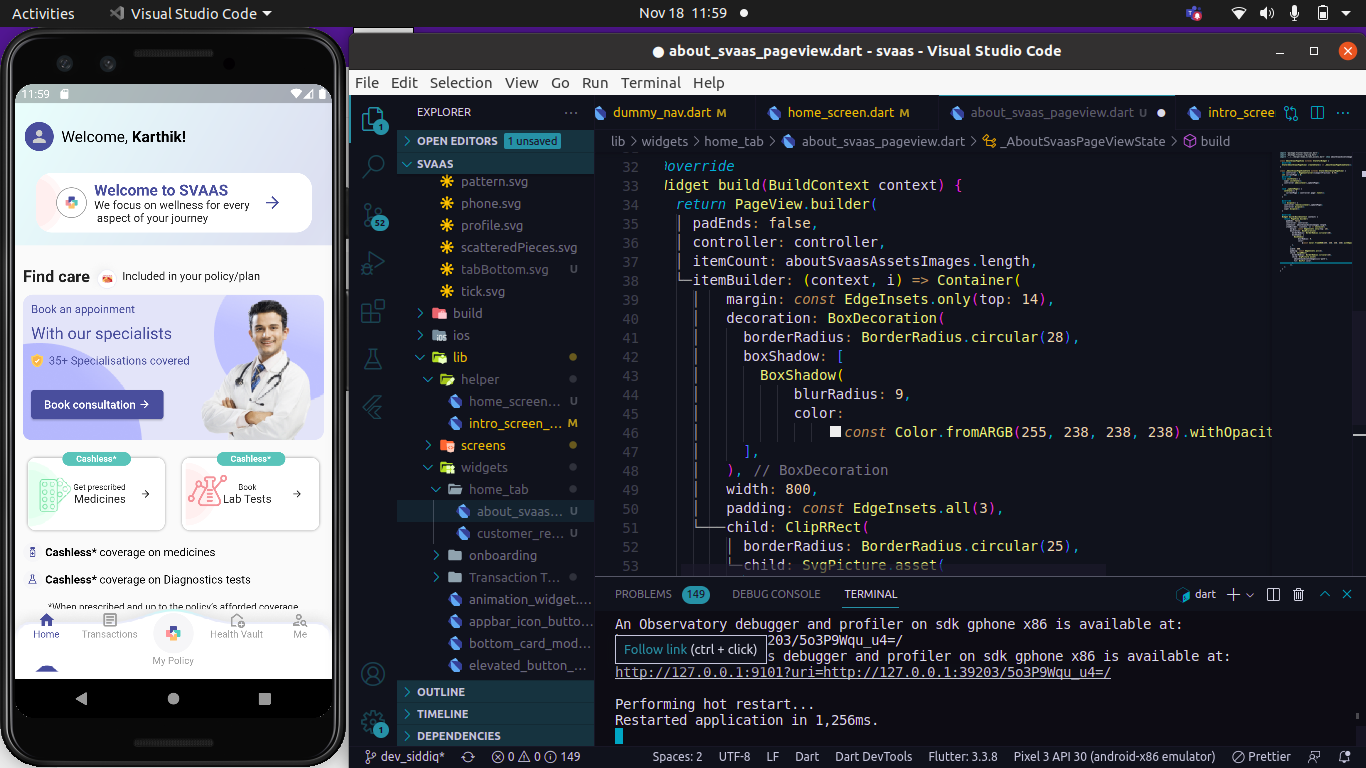 Activities
Visual Studio Code
Nov 18 11:59
about_svaas_pageview.dart - svaas - Visual Studio Code
File Edit Selection View Go Run Terminal Help
11:59
Welcome, Karthik!
Welcome to SVAAS
We focus on wellness for every
aspect of your journey
Find care
Included in your policy/plan
Book an appoinment
With our specialists
35+ Specialisations covered
Book consultation →
Cashless*
Get prescribed
Medicines
Cashless*
Book
Lab Tests
Cashless* coverage on medicines
Cashless* coverage on Diagnostics tests
*When prescribed and up to the policy's afforded coverage
Home
Transactions
My Policy
Health Vault
Me
1
52
1
EXPLORER
OPEN EDITORS 1 unsaved
SVAAS
pattern.svg
phone.svg
profile.svg
scatteredPieces.svg
tabBottom.svg U
tick.svg
build
ios
lib
helper
home_screen... U
intro_screen_... M
screens
widgets
home_tab
about_svaas... U
customer_re... U
onboarding
Transaction T...
animation_widget....
appbar_icon_butto...
bottom_card_mod...
elevated_button_...
OUTLINE
TIMELINE
DEPENDENCIES
dummy_nav.dart M
home_screen.dart M
about_svaas_pageview.dart U
intro_scree
lib > widgets > home_tab > about_svaas_pageview.dart > _AboutSvaasPageViewState > build
32 override
33 Widget build(BuildContext context) {
34 return PageView.builder(
35 padEnds: false,
36 controller: controller,
37 itemCount: aboutSvaasAssetsImages.length,
38 itemBuilder: (context, i) => Container(
39 margin: const EdgeInsets.only(top: 14),
40 decoration: BoxDecoration(
41 borderRadius: BorderRadius.circular(28),
42 boxShadow: [
43 BoxShadow(
44 blurRadius: 9,
45 color:
46 const Color.fromARGB(255, 238, 238, 238).withOpacit
47 ],
48 ), // BoxDecoration
49 width: 800,
50 padding: const EdgeInsets.all(3),
51 child: ClipRRect(
52 borderRadius: BorderRadius.circular(25),
53 child: SvgPicture.asset(
PROBLEMS 149 DEBUG CONSOLE TERMINAL
dart
An Observatory debugger and profiler on sdk gphone x86 is available at:
9203/5o3P9Wqu_u4=/
Follow link (ctrl + click)
s debugger and profiler on sdk gphone x86 is available at:
http://127.0.0.1:9101?uri=http://127.0.0.1:39203/5o3P9Wqu_u4=/
Performing hot restart...
Restarted application in 1,256ms.
dev_siddiq* 0 0 149
Spaces: 2 UTF-8 LF Dart Dart DevTools Flutter: 3.3.8 Pixel 3 API 30 (android-x86 emulator) Prettier